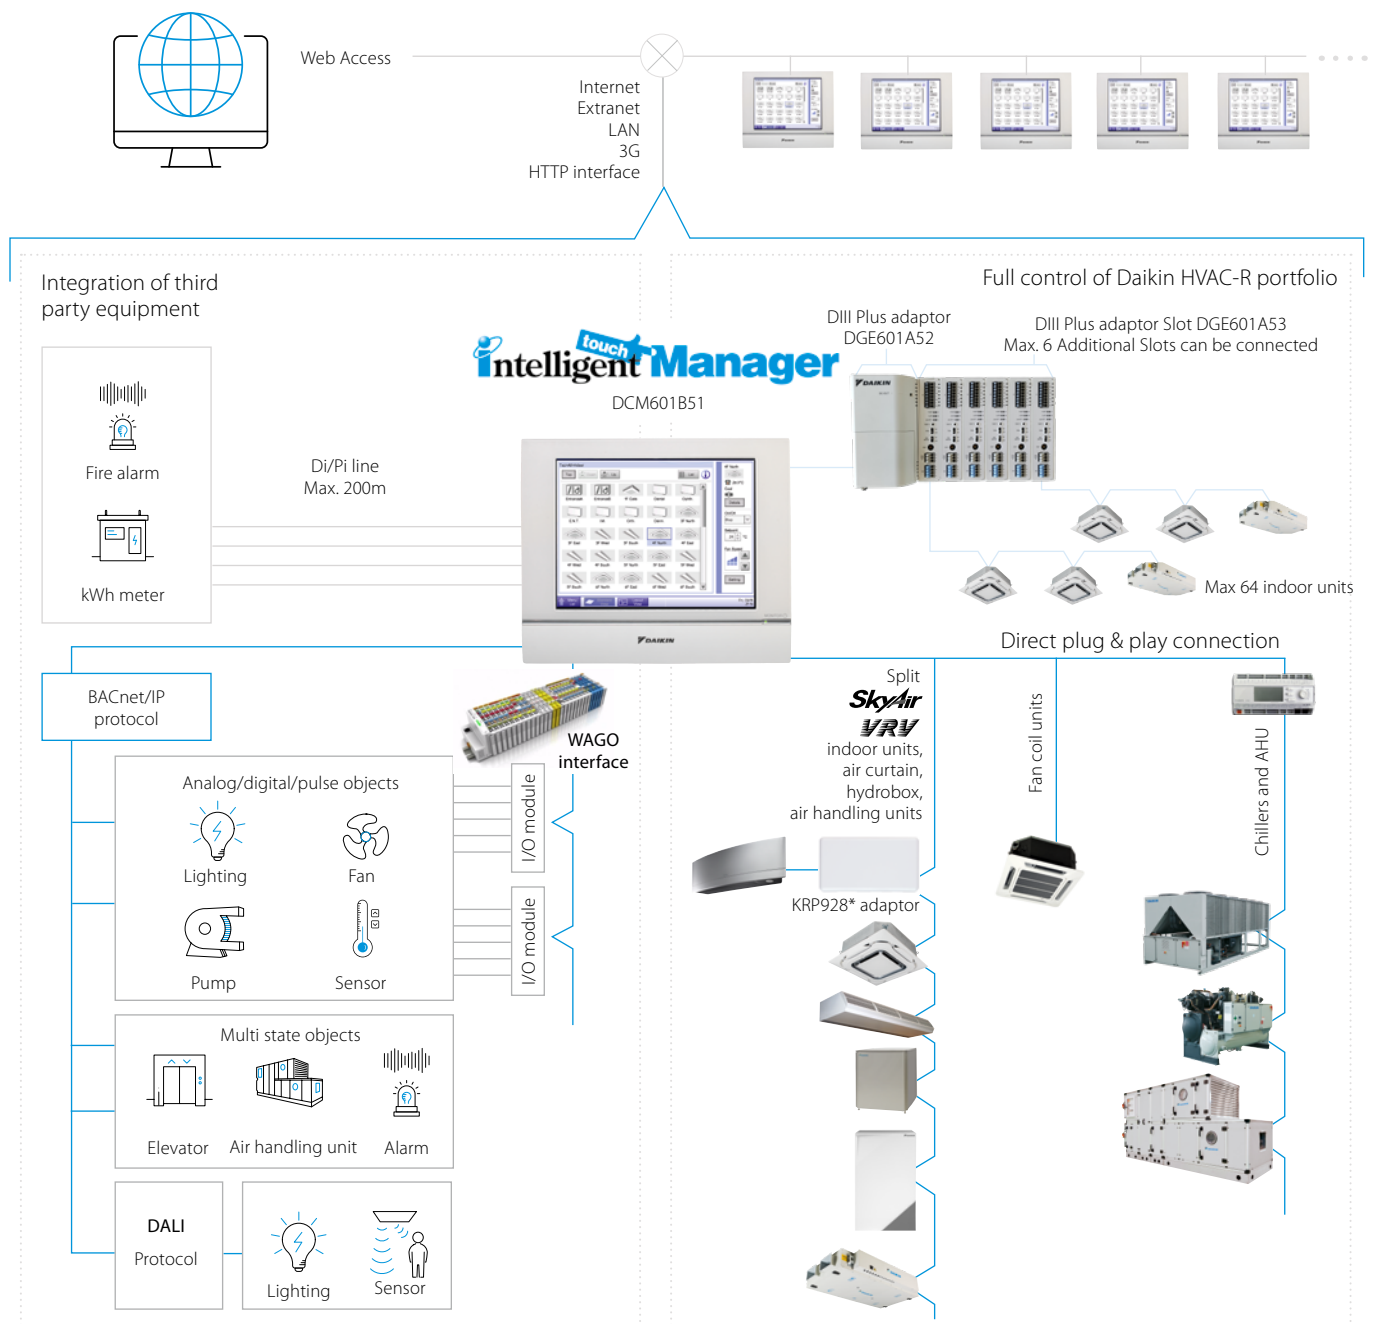 Web Access
Internet
Extranet
LAN
3G
HTTP interface
Integration of third
party equipment
Full control of Daikin HVAC-R portfolio
DIII Plus adaptor
DGE601A52
DIII Plus adaptor Slot DGE601A53
Max. 6 Additional Slots can be connected
intelligent touch Manager
DCM601B51
DAIKIN
Fire alarm
Di/Pi line
Max. 200m
kWh meter
Max 64 indoor units
DAIKIN
Direct plug & play connection
BACnet/IP
protocol
WAGO
interface
Split
SkyAir
VRV
indoor units,
air curtain,
hydrobox,
air handling units
Fan coil units
Chillers and AHU
Analog/digital/pulse objects
Lighting
Fan
Pump
Sensor
I/O module
I/O module
KRP928* adaptor
Multi state objects
Elevator
Air handling unit
Alarm
DALI
Protocol
Lighting
Sensor